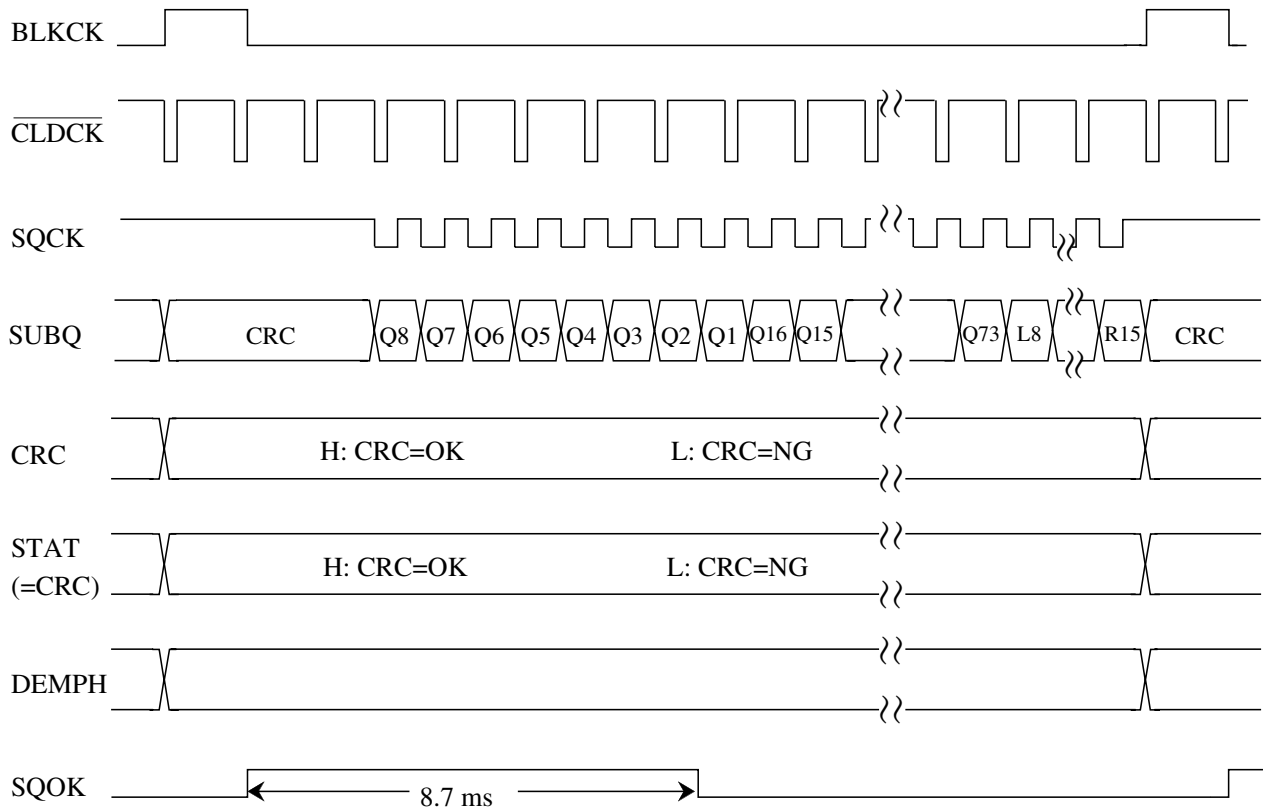 BLKCK
CLDCK
SQCK
SUBQ CRC Q8 Q7 Q6 Q5 Q4 Q3 Q2 Q1 Q16 Q15 Q73 L8 R15 CRC
CRC H: CRC=OK L: CRC=NG
STAT
(=CRC) H: CRC=OK L: CRC=NG
DEMPH
SQOK 8.7 ms